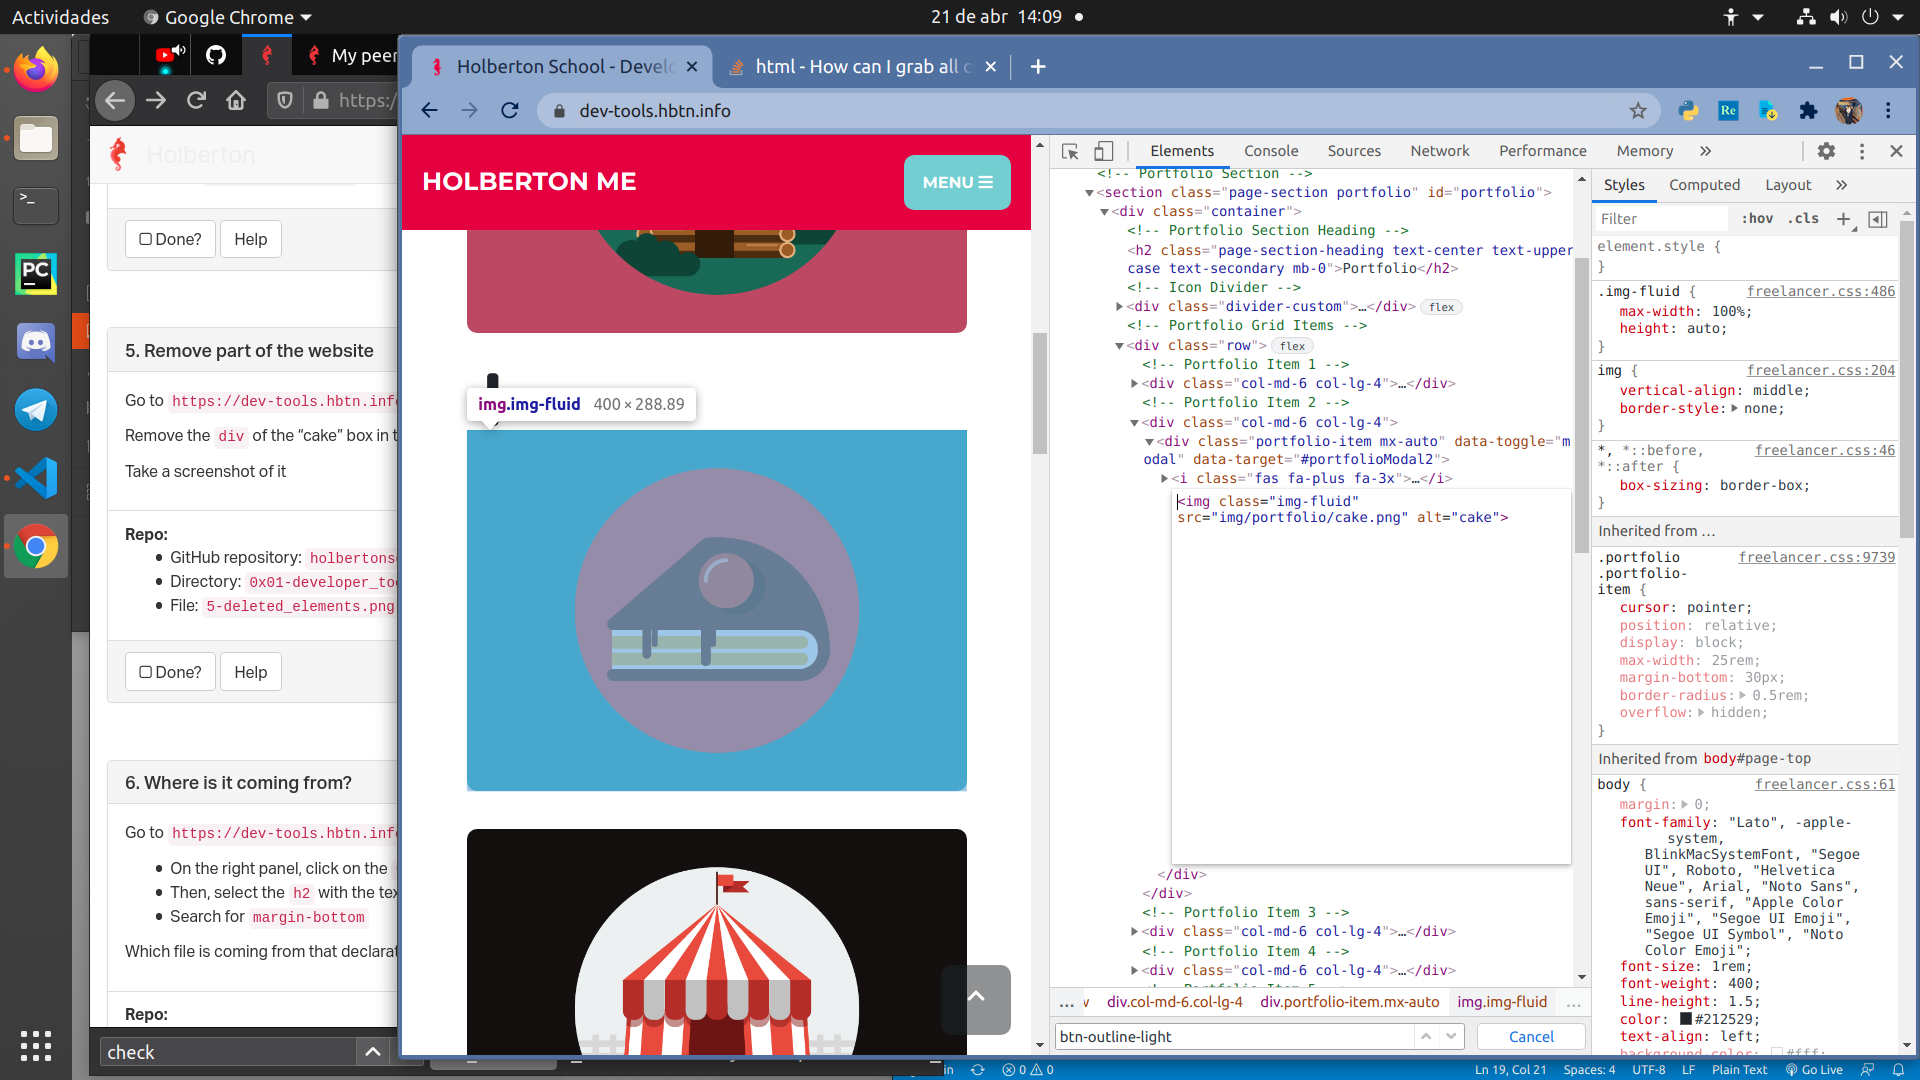 Actividades
Google Chrome
21 de abr 14:09
My peer
Holberton School - Develo
html - How can I grab all c
https:/
dev-tools.hbtn.info
Holberton
Done?
Help
5. Remove part of the website
Go to https://dev-tools.hbtn.info
Remove the div of the “cake” box in t
Take a screenshot of it
Repo:
GitHub repository: holbertonsc
Directory: 0x01-developer_too
File: 5-deleted_elements.png
Done?
Help
6. Where is it coming from?
Go to https://dev-tools.hbtn.info
On the right panel, click on the
Then, select the h2 with the tex
Search for margin-bottom
Which file is coming from that declarat
Repo:
check
HOLBERTON ME
MENU
img.img-fluid 400 × 288.89
Elements
Console
Sources
Network
Performance
Memory
<!-- Portfolio Section -->
<section class="page-section portfolio" id="portfolio">
<div class="container">
<!-- Portfolio Section Heading -->
<h2 class="page-section-heading text-center text-upper
case text-secondary mb-0">Portfolio</h2>
<!-- Icon Divider -->
<div class="divider-custom">…</div> flex
<!-- Portfolio Grid Items -->
<div class="row"> flex
<!-- Portfolio Item 1 -->
<div class="col-md-6 col-lg-4">…</div>
<!-- Portfolio Item 2 -->
<div class="col-md-6 col-lg-4">
<div class="portfolio-item mx-auto" data-toggle="m
odal" data-target="#portfolioModal2">
<i class="fas fa-plus fa-3x">…</i>
<img class="img-fluid"
src="img/portfolio/cake.png" alt="cake">
</div>
</div>
<!-- Portfolio Item 3 -->
<div class="col-md-6 col-lg-4">…</div>
<!-- Portfolio Item 4 -->
<div class="col-md-6 col-lg-4">…</div>
<!-- Portfolio Item 5 -->
... v div.col-md-6.col-lg-4 div.portfolio-item.mx-auto img.img-fluid ...
btn-outline-light
Cancel
Styles
Computed
Layout
Filter
:hov .cls
element.style {
}
.img-fluid { freelancer.css:486
max-width: 100%;
height: auto;
}
img { freelancer.css:204
vertical-align: middle;
border-style: none;
}
*, *::before, freelancer.css:46
*::after {
box-sizing: border-box;
}
Inherited from …
.portfolio freelancer.css:9739
.portfolio-
item {
cursor: pointer;
position: relative;
display: block;
max-width: 25rem;
margin-bottom: 30px;
border-radius: 0.5rem;
overflow: hidden;
}
Inherited from body#page-top
body { freelancer.css:61
margin: 0;
font-family: "Lato", -apple-
system,
BlinkMacSystemFont, "Segoe
UI", Roboto, "Helvetica
Neue", Arial, "Noto Sans",
sans-serif, "Apple Color
Emoji", "Segoe UI Emoji",
"Segoe UI Symbol", "Noto
Color Emoji";
font-size: 1rem;
font-weight: 400;
line-height: 1.5;
color: #212529;
text-align: left;
background-color: #fff;
in
0 0
Ln 19, Col 21
Spaces: 4
UTF-8
LF
Plain Text
Go Live